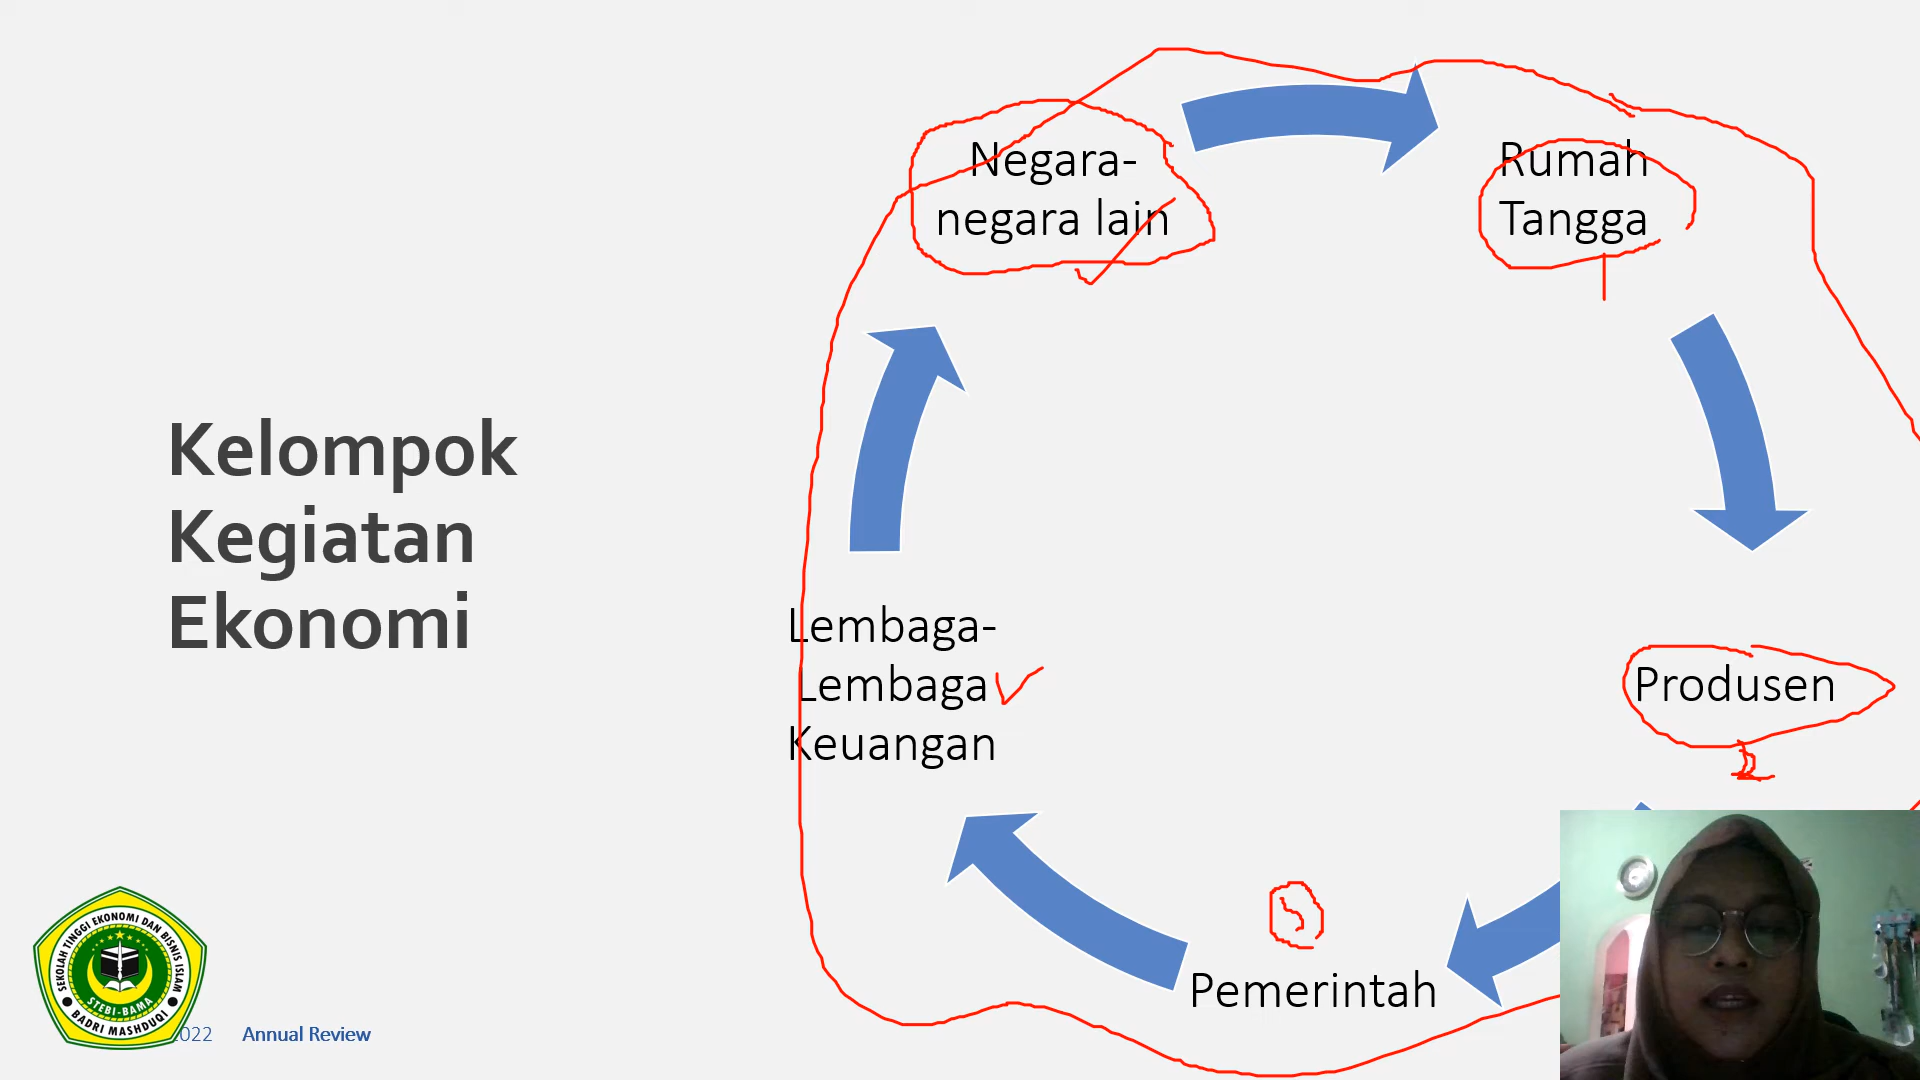 Kelompok
Kegiatan
Ekonomi
Negara-
negara lain
Rumah
Tangga
Produsen
Pemerintah
Lembaga-
Lembaga
Keuangan
SEKOLAH TINGGI EKONOMI DAN BISNIS ISLAM
STEBI-BAMA
BADRI MASHDUQI
2022 Annual Review